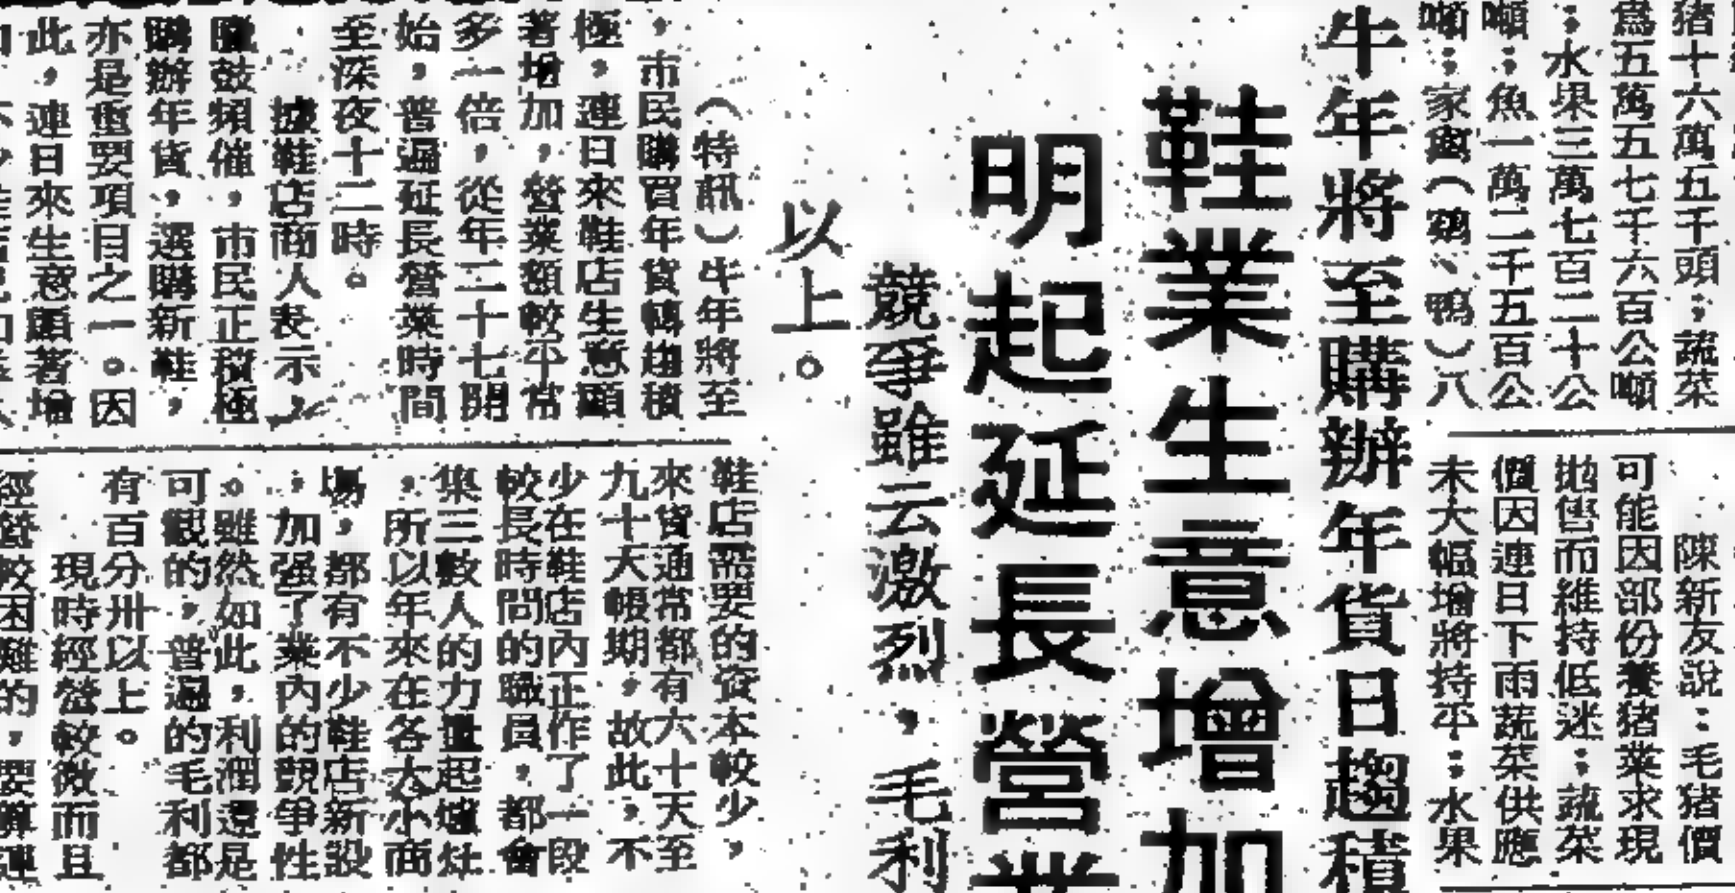 猪十六萬五千頭；蔬菜
爲五萬五七千六百公噸
；水果三萬七百二十公
噸；魚一萬二千五百公
噸；家禽（鷄、鴨）八
陳新友說：毛猪價
可能因部份養猪業求現
拋售而維持低迷；蔬菜
價因連日下雨蔬菜供應
未大幅增將持平；水果
牛年將至購辦年貨日趨積
鞋業生意增加
明起延長營業
競爭雖云激烈，毛利
以上。
（特訊）牛年將至
，市民購買年貨轉趨積
極，連日來鞋店生意顯
著增加，營業額較平常
多一倍，從年二十七開
始，普遍延長營業時間
至深夜十二時。
據鞋店商人表示，
臘鼓頻催，市民正積極
購辦年貨，選購新鞋，
亦是重要項目之一。因
此，連日來生意顯著增
鞋店需要的資本較少，
來貨通常都有六十天至
九十天帳期，故此，不
少在鞋店內正作了一段
較長時間的職員，都會
集三數人的力量起爐灶
，所以年來在各大小商
場，都有不少鞋店新設
；加强了業內的競爭性
。雖然如此，利潤還是
可觀的，普遍的毛利都
有百分卅以上。
現時經營較微而且
經營較困難的，要算連